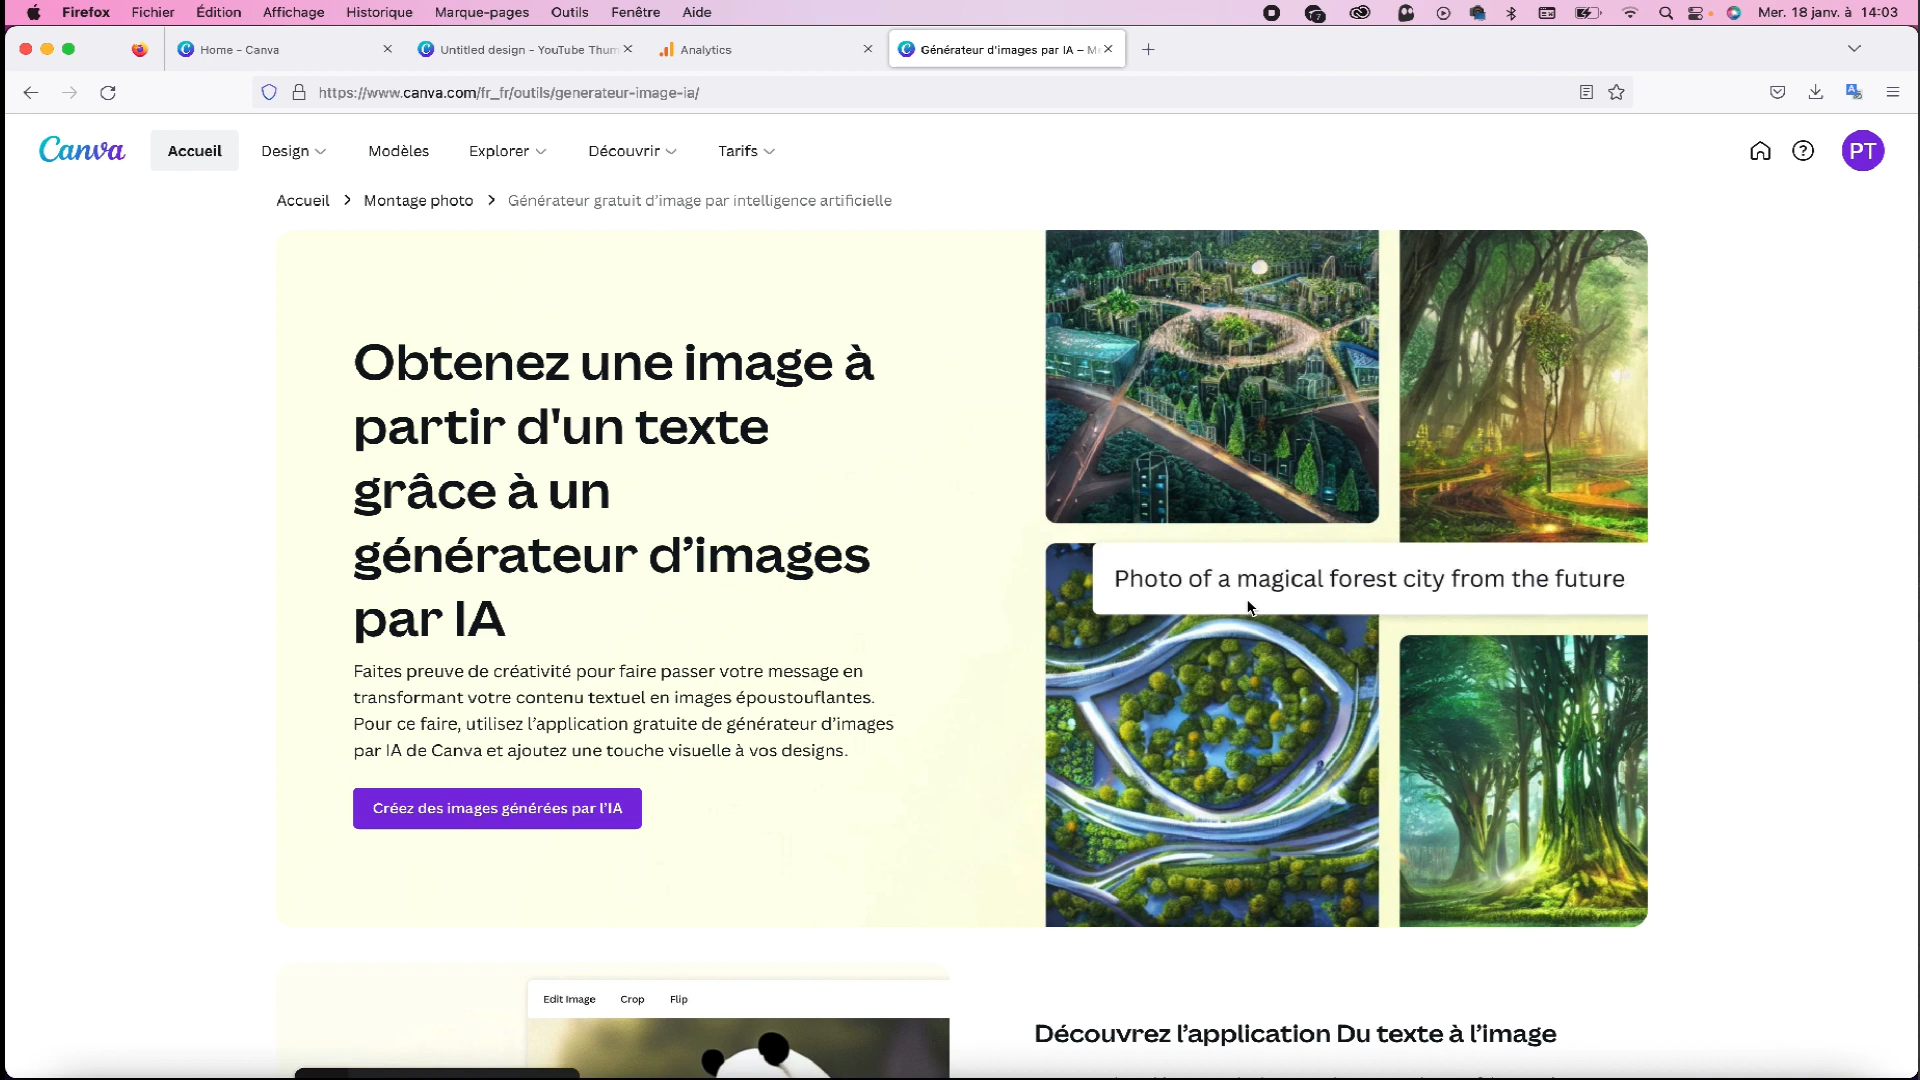 Firefox Fichier Édition Affichage Historique Marque-pages Outils Fenêtre Aide Mer. 18 janv. à 14:03
Home – Canva Untitled design – YouTube Thum Analytics Générateur d'images par IA – M
https://www.canva.com/fr_fr/outils/generateur-image-ia/
Canva Accueil Design Modèles Explorer Découvrir Tarifs PT
Accueil > Montage photo > Générateur gratuit d'image par intelligence artificielle
Obtenez une image à
partir d'un texte
grâce à un
générateur d'images
par IA
Faites preuve de créativité pour faire passer votre message en
transformant votre contenu textuel en images époustouflantes.
Pour ce faire, utilisez l'application gratuite de générateur d'images
par IA de Canva et ajoutez une touche visuelle à vos designs.
Créez des images générées par l'IA
Photo of a magical forest city from the future
Edit Image Crop Flip
Découvrez l'application Du texte à l'image